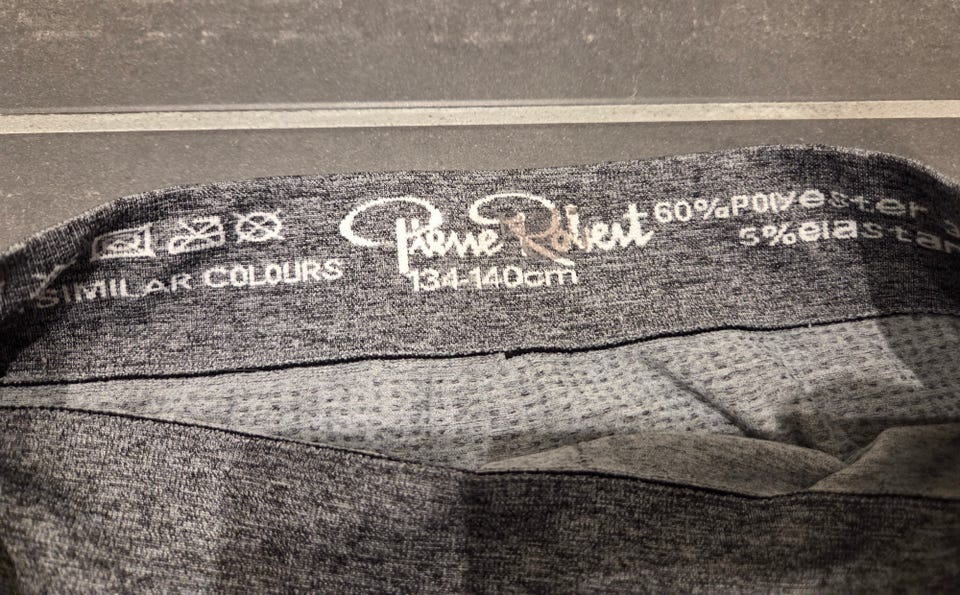 Pierre Robert
134-140cm
SIMILAR COLOURS
60%Polyester
5%elastan